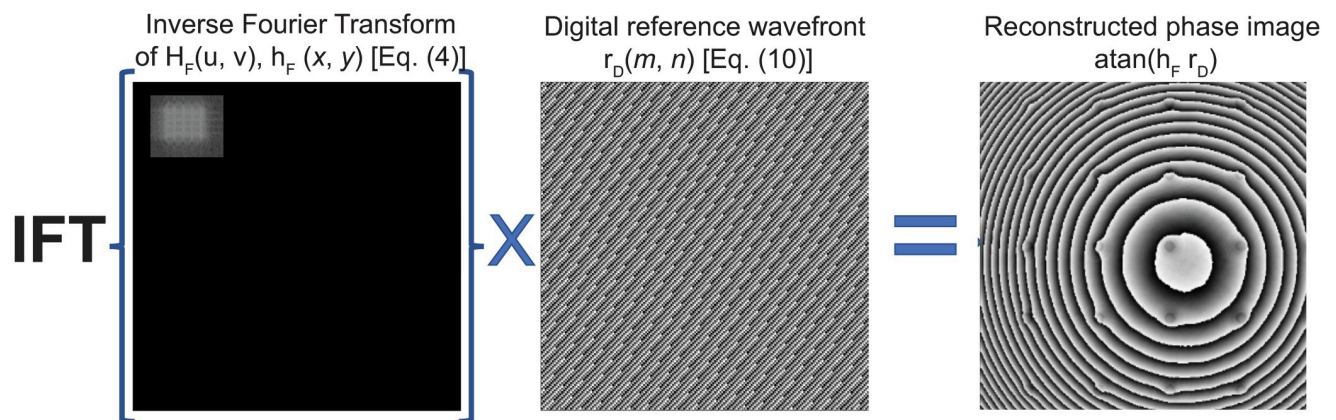 Inverse Fourier Transform
of H_F(u, v), h_F (x, y) [Eq. (4)]
Digital reference wavefront
r_D(m, n) [Eq. (10)]
Reconstructed phase image
atan(h_F r_D)
IFT
X
=